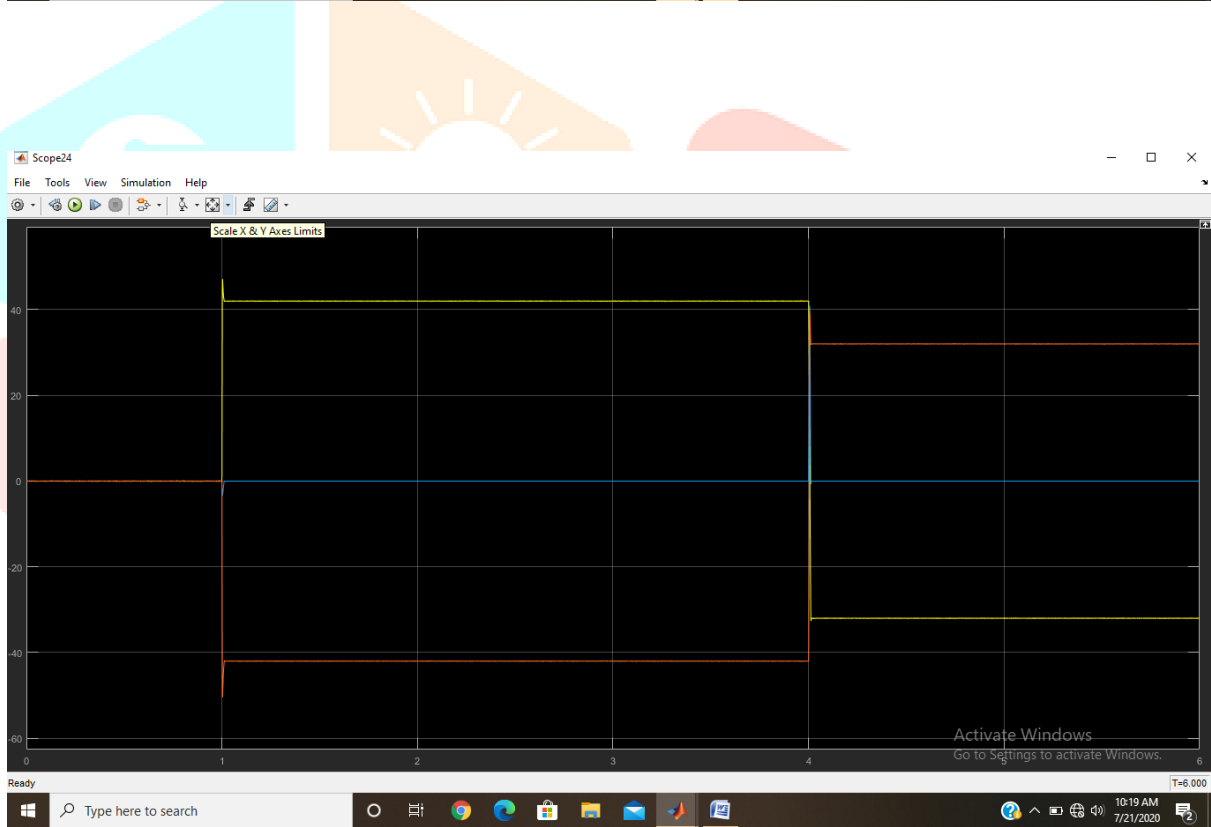 Scope24
File Tools View Simulation Help
Scale X & Y Axes Limits
40
20
0
-20
-40
-60
0 1 2 3 4 5 6
Activate Windows
Go to Settings to activate Windows.
Ready T=6.000
Type here to search
10:19 AM
7/21/2020
2